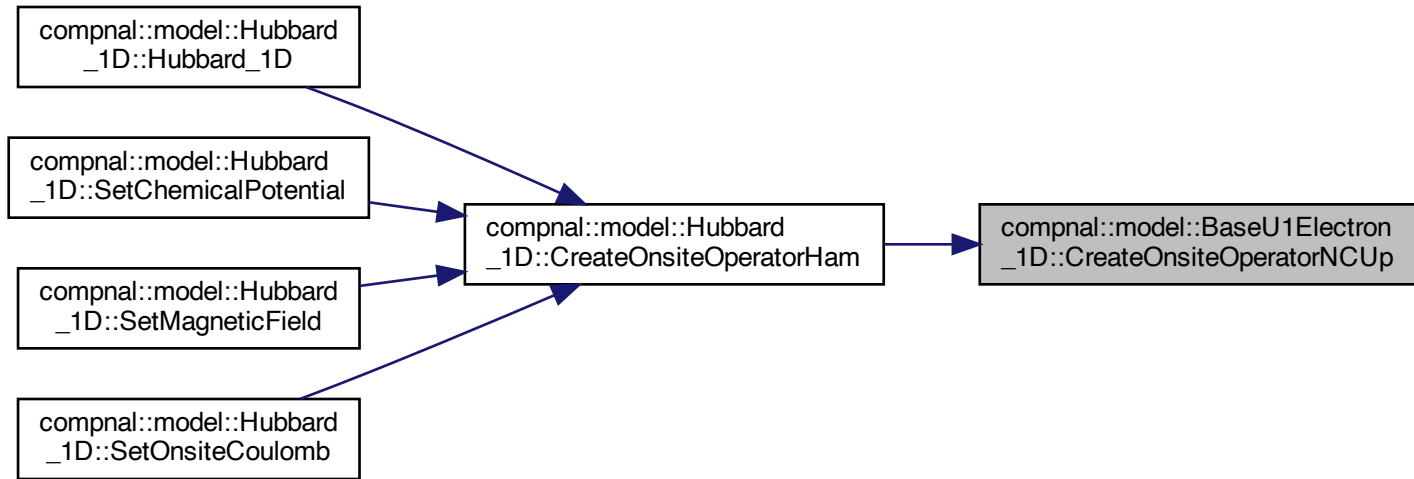 compnal::model::Hubbard
_1D::Hubbard_1D
compnal::model::Hubbard
_1D::SetChemicalPotential
compnal::model::Hubbard
_1D::SetMagneticField
compnal::model::Hubbard
_1D::SetOnsiteCoulomb
compnal::model::Hubbard
_1D::CreateOnsiteOperatorHam
compnal::model::BaseU1Electron
_1D::CreateOnsiteOperatorNCUp